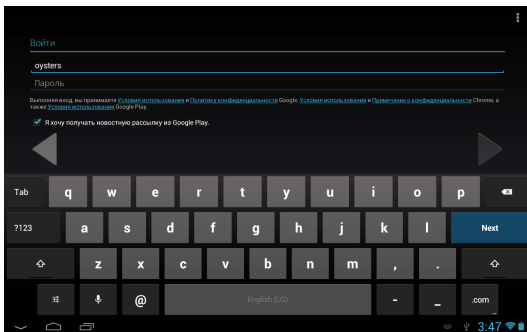 Войти
oysters
Пароль
Выполняя вход, вы принимаете Условия использования и Политику конфиденциальности Google, Условия использования и Примечание о конфиденциальности Chrome, а
также Условия использования Google Play.
Я хочу получать новостную рассылку из Google Play.
Tab q w e r t y u i o p
?123 a s d f g h j k l Next
z x c v b n m , .
@ English (US) - _ .com
3:47